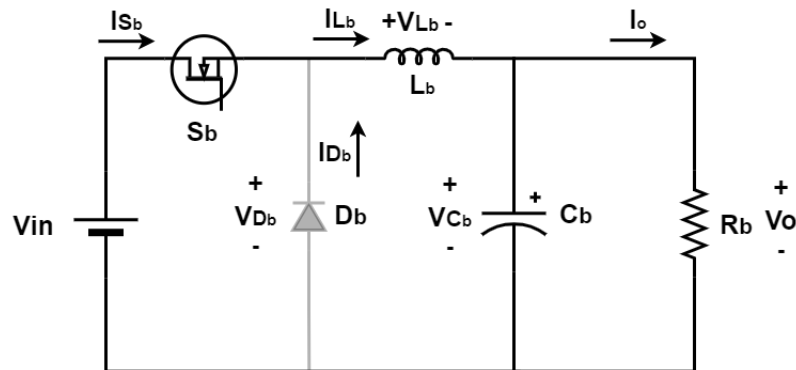 ISb
ILb
+VLb -
Io
Lb
Sb
IDb
Vin
+
VDb
-
Db
+
VCb
-
+
Cb
Rb
+
Vo
-